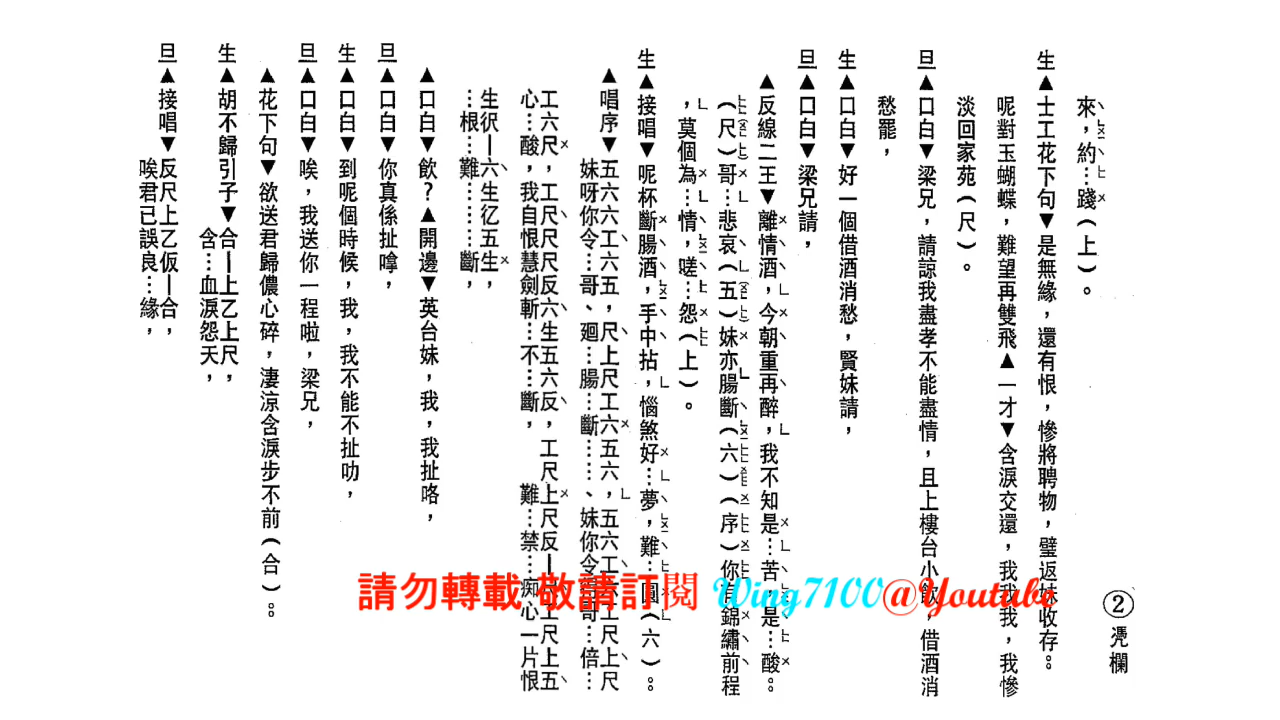 ② 凴欄
來，約…踐（上）。
生▲士工花下句▼是無緣，還有恨，慘將聘物，璧返妹收存。
呢對玉蝴蝶，難望再雙飛▲一才▼含淚交還，我我我，我慘
淡回家苑（尺）。
旦▲口白▼梁兄，請諒我盡孝不能盡情，且上樓台小飲，借酒消
愁罷，
生▲口白▼好一個借酒消愁，賢妹請，
旦▲口白▼梁兄請，
▲反線二王▼離情酒，今朝重再醉，我不知是…苦，是…酸。
（尺）哥…悲哀（五）妹亦腸斷（六）（序）你有錦繡前程
，莫個為…情，嗟…怨（上）。
生▲接唱▼呢杯斷腸酒，手中拈，惱煞好…夢，難…圓（六）。
▲唱序▼五六六工六五，尺上尺工六五六，五六工六工尺上尺
妹呀你令…哥、廻…腸…斷……、妹你令得哥…倍…
工六尺，工尺尺尺反六生五六反，工尺上尺反｜工尺上五
心…酸，我自恨慧劍斬…不…斷，難…禁…痴心一片恨
生伬｜六生亿五生，
…根…難………斷，
▲口白▼飲？▲開邊▼英台妹，我，我扯咯，
旦▲口白▼你真係扯嗱，
生▲口白▼到呢個時候，我，我不能不扯叻，
旦▲口白▼唉，我送你一程啦，梁兄，
▲花下句▼欲送君歸儂心碎，淒涼含淚步不前（合）。
生▲胡不歸引子▼合｜上乙上尺，
含…血淚怨天，
旦▲接唱▼反尺上乙仮｜合，
唉君已誤良…緣，
請勿轉載 敬請訂閱 Wing7100@Youtube